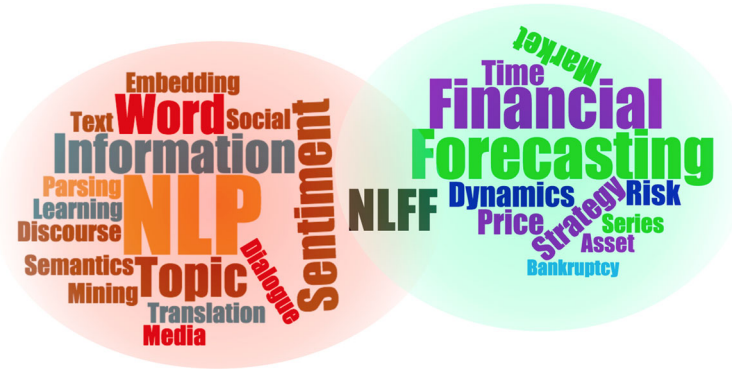 Embedding
Text Word Social
Information
Parsing
NLP
Learning
Discourse
Sentiment
Semantics
Topic
Dialogue
Mining
Translation
Media
NLFF
Market
Time
Financial
Forecasting
Dynamics Risk
Price
Strategy
Series
Asset
Bankruptcy